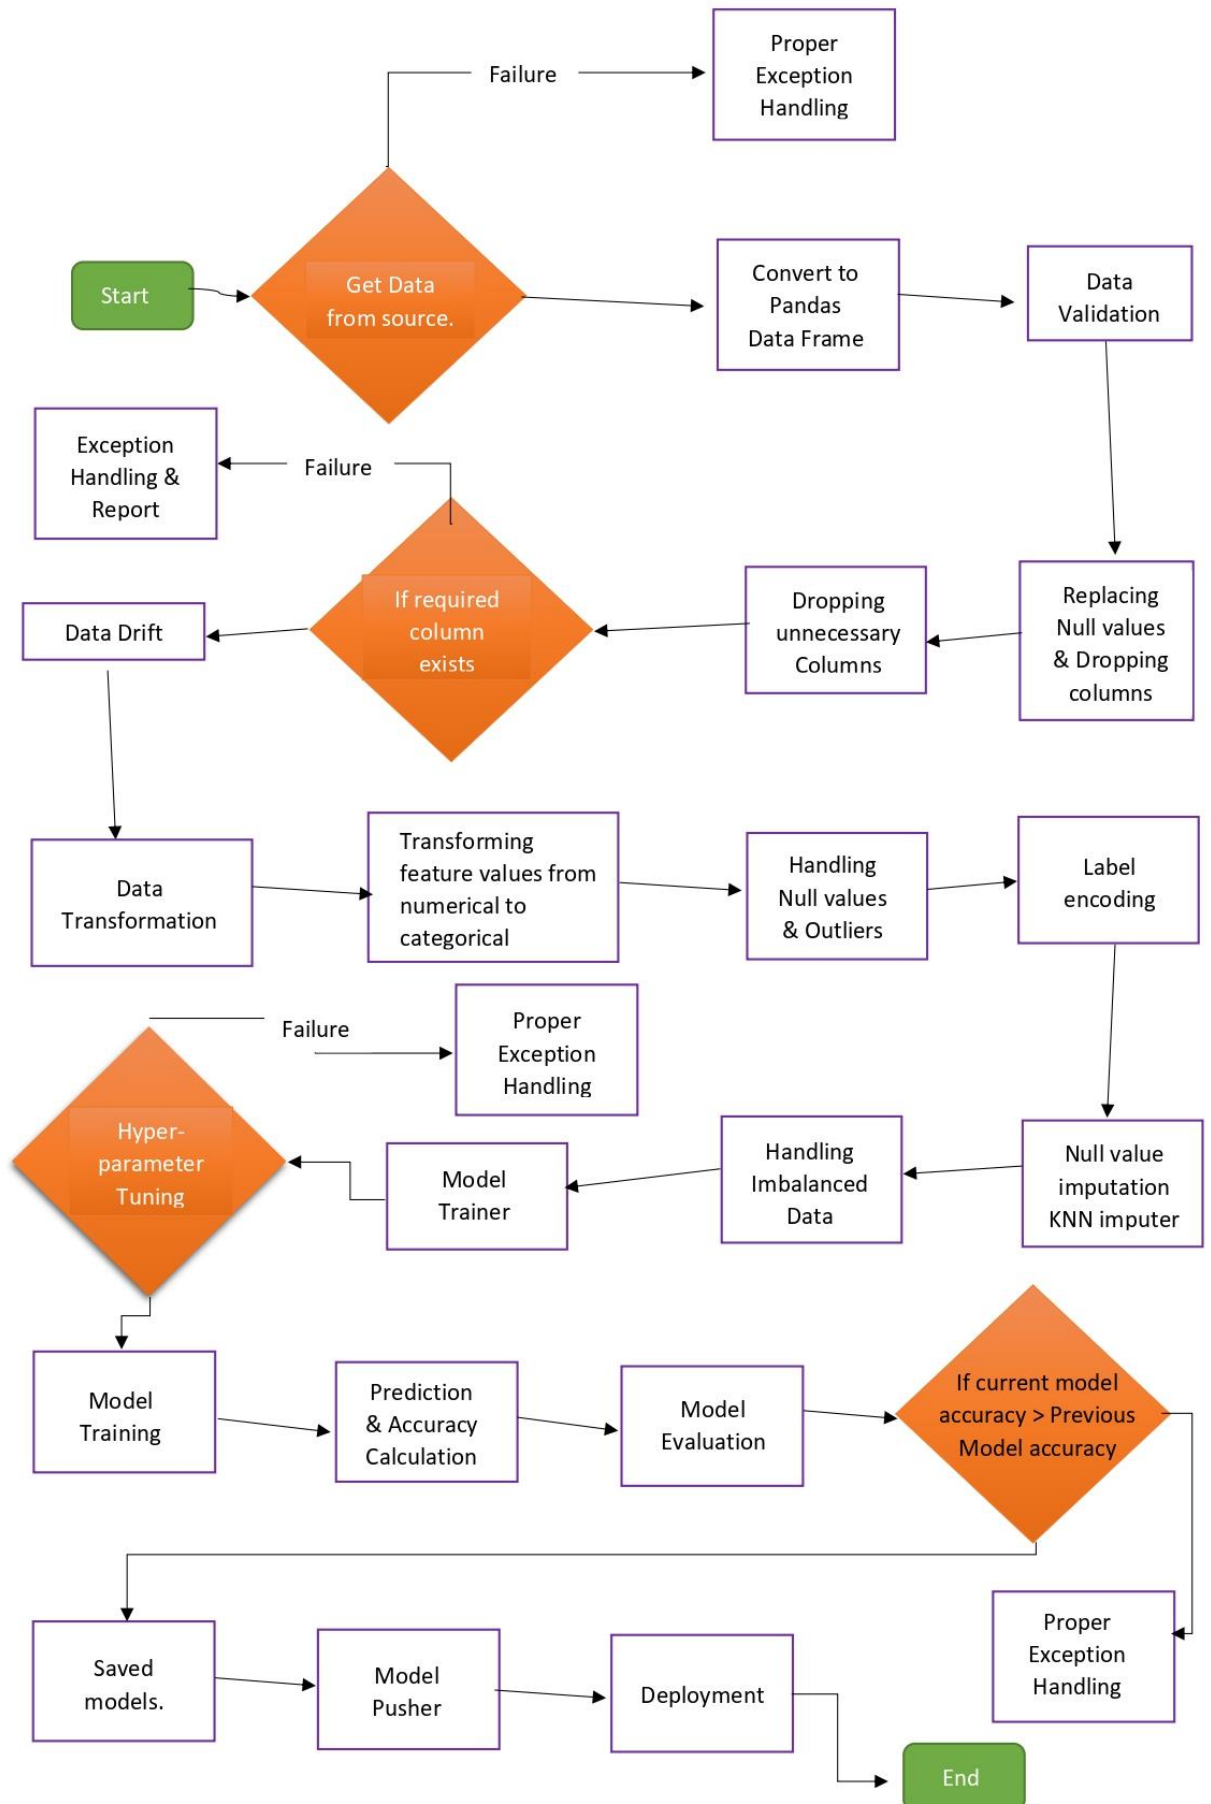 Failure
Proper
Exception
Handling
Start
Get Data
from source.
Convert to
Pandas
Data Frame
Data
Validation
Exception
Handling &
Report
Failure
Data Drift
If required
column
exists
Dropping
unnecessary
Columns
Replacing
Null values
& Dropping
columns
Data
Transformation
Transforming
feature values from
numerical to
categorical
Handling
Null values
& Outliers
Label
encoding
Failure
Proper
Exception
Handling
Hyper-
parameter
Tuning
Model
Trainer
Handling
Imbalanced
Data
Null value
imputation
KNN imputer
Model
Training
Prediction
& Accuracy
Calculation
Model
Evaluation
If current model
accuracy > Previous
Model accuracy
Saved
models.
Model
Pusher
Deployment
Proper
Exception
Handling
End